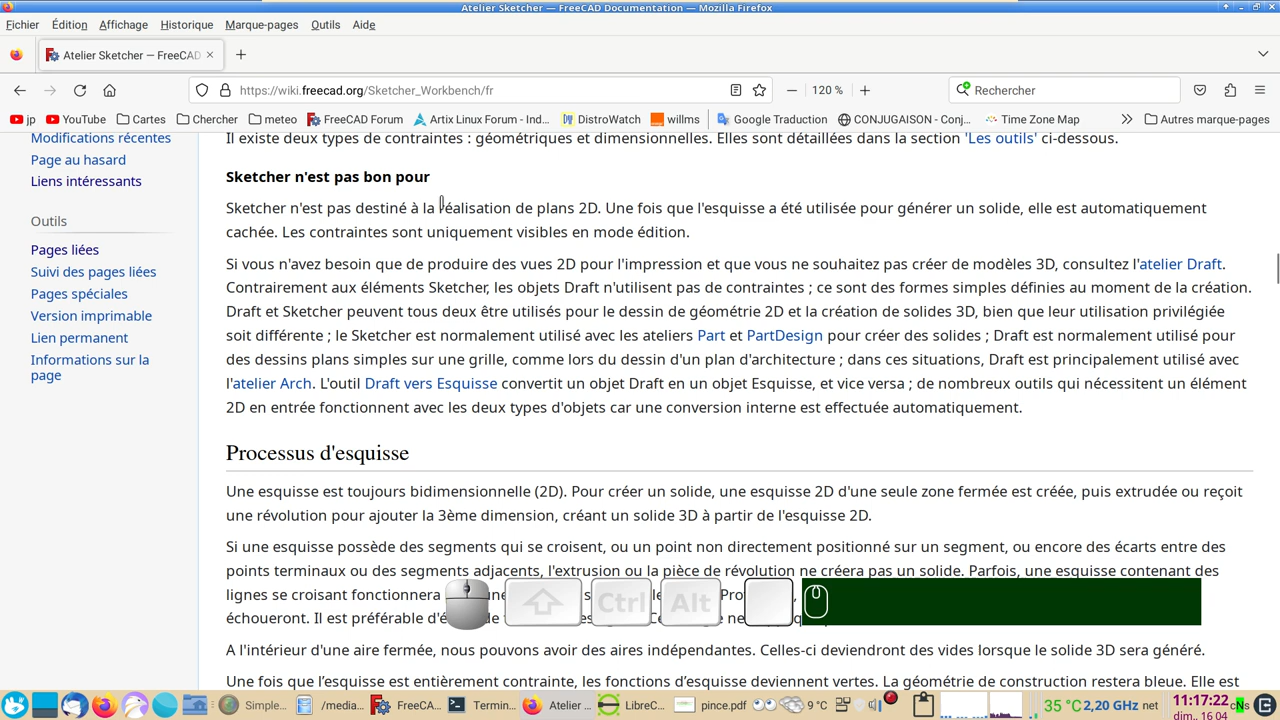 Atelier Sketcher — FreeCAD Documentation — Mozilla Firefox
Fichier Édition Affichage Historique Marque-pages Outils Aide
Atelier Sketcher — FreeCAD
https://wiki.freecad.org/Sketcher_Workbench/fr 120 % Rechercher
jp YouTube Cartes Chercher meteo FreeCAD Forum Artix Linux Forum - Ind… DistroWatch willms Google Traduction CONJUGAISON - Conj… Time Zone Map Autres marque-pages
Modifications récentes
Page au hasard
Liens intéressants
Outils
Pages liées
Suivi des pages liées
Pages spéciales
Version imprimable
Lien permanent
Informations sur la
page
Il existe deux types de contraintes : géométriques et dimensionnelles. Elles sont détaillées dans la section 'Les outils' ci-dessous.
Sketcher n'est pas bon pour
Sketcher n'est pas destiné à la réalisation de plans 2D. Une fois que l'esquisse a été utilisée pour générer un solide, elle est automatiquement
cachée. Les contraintes sont uniquement visibles en mode édition.
Si vous n'avez besoin que de produire des vues 2D pour l'impression et que vous ne souhaitez pas créer de modèles 3D, consultez l'atelier Draft.
Contrairement aux éléments Sketcher, les objets Draft n'utilisent pas de contraintes ; ce sont des formes simples définies au moment de la création.
Draft et Sketcher peuvent tous deux être utilisés pour le dessin de géométrie 2D et la création de solides 3D, bien que leur utilisation privilégiée
soit différente ; le Sketcher est normalement utilisé avec les ateliers Part et PartDesign pour créer des solides ; Draft est normalement utilisé pour
des dessins plans simples sur une grille, comme lors du dessin d'un plan d'architecture ; dans ces situations, Draft est principalement utilisé avec
l'atelier Arch. L'outil Draft vers Esquisse convertit un objet Draft en un objet Esquisse, et vice versa ; de nombreux outils qui nécessitent un élément
2D en entrée fonctionnent avec les deux types d'objets car une conversion interne est effectuée automatiquement.
Processus d'esquisse
Une esquisse est toujours bidimensionnelle (2D). Pour créer un solide, une esquisse 2D d'une seule zone fermée est créée, puis extrudée ou reçoit
une révolution pour ajouter la 3ème dimension, créant un solide 3D à partir de l'esquisse 2D.
Si une esquisse possède des segments qui se croisent, ou un point non directement positionné sur un segment, ou encore des écarts entre des
points terminaux ou des segments adjacents, l'extrusion ou la pièce de révolution ne créera pas un solide. Parfois, une esquisse contenant des
lignes se croisant fonctionnera
échoueront. Il est préférable
Ctrl Alt
A l'intérieur d'une aire fermée, nous pouvons avoir des aires indépendantes. Celles-ci deviendront des vides lorsque le solide 3D sera généré.
Une fois que l'esquisse est entièrement contrainte, les fonctions d'esquisse deviennent vertes. La géométrie de construction restera bleue. Elle est
Simple… /media… FreeCA… Termin… Atelier … LibreC… pince.pdf 9 °C 35 °C 2,20 GHz net 11:17:22
dim.. 16.04